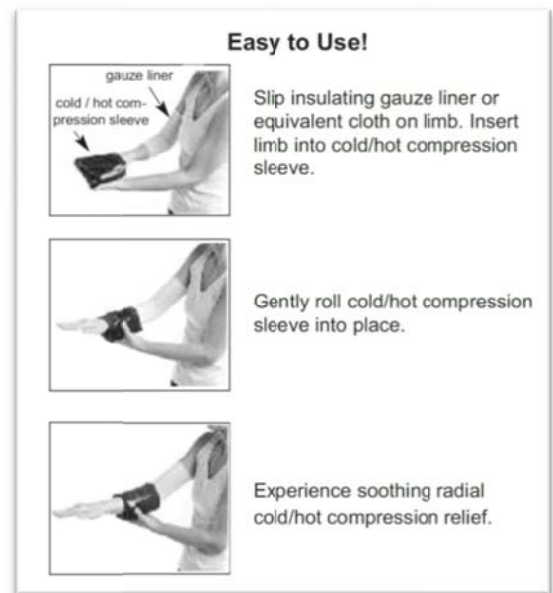 Easy to Use!
gauze liner
cold / hot com-
pression sleeve
Slip insulating gauze liner or
equivalent cloth on limb. Insert
limb into cold/hot compression
sleeve.
Gently roll cold/hot compression
sleeve into place.
Experience soothing radial
cold/hot compression relief.